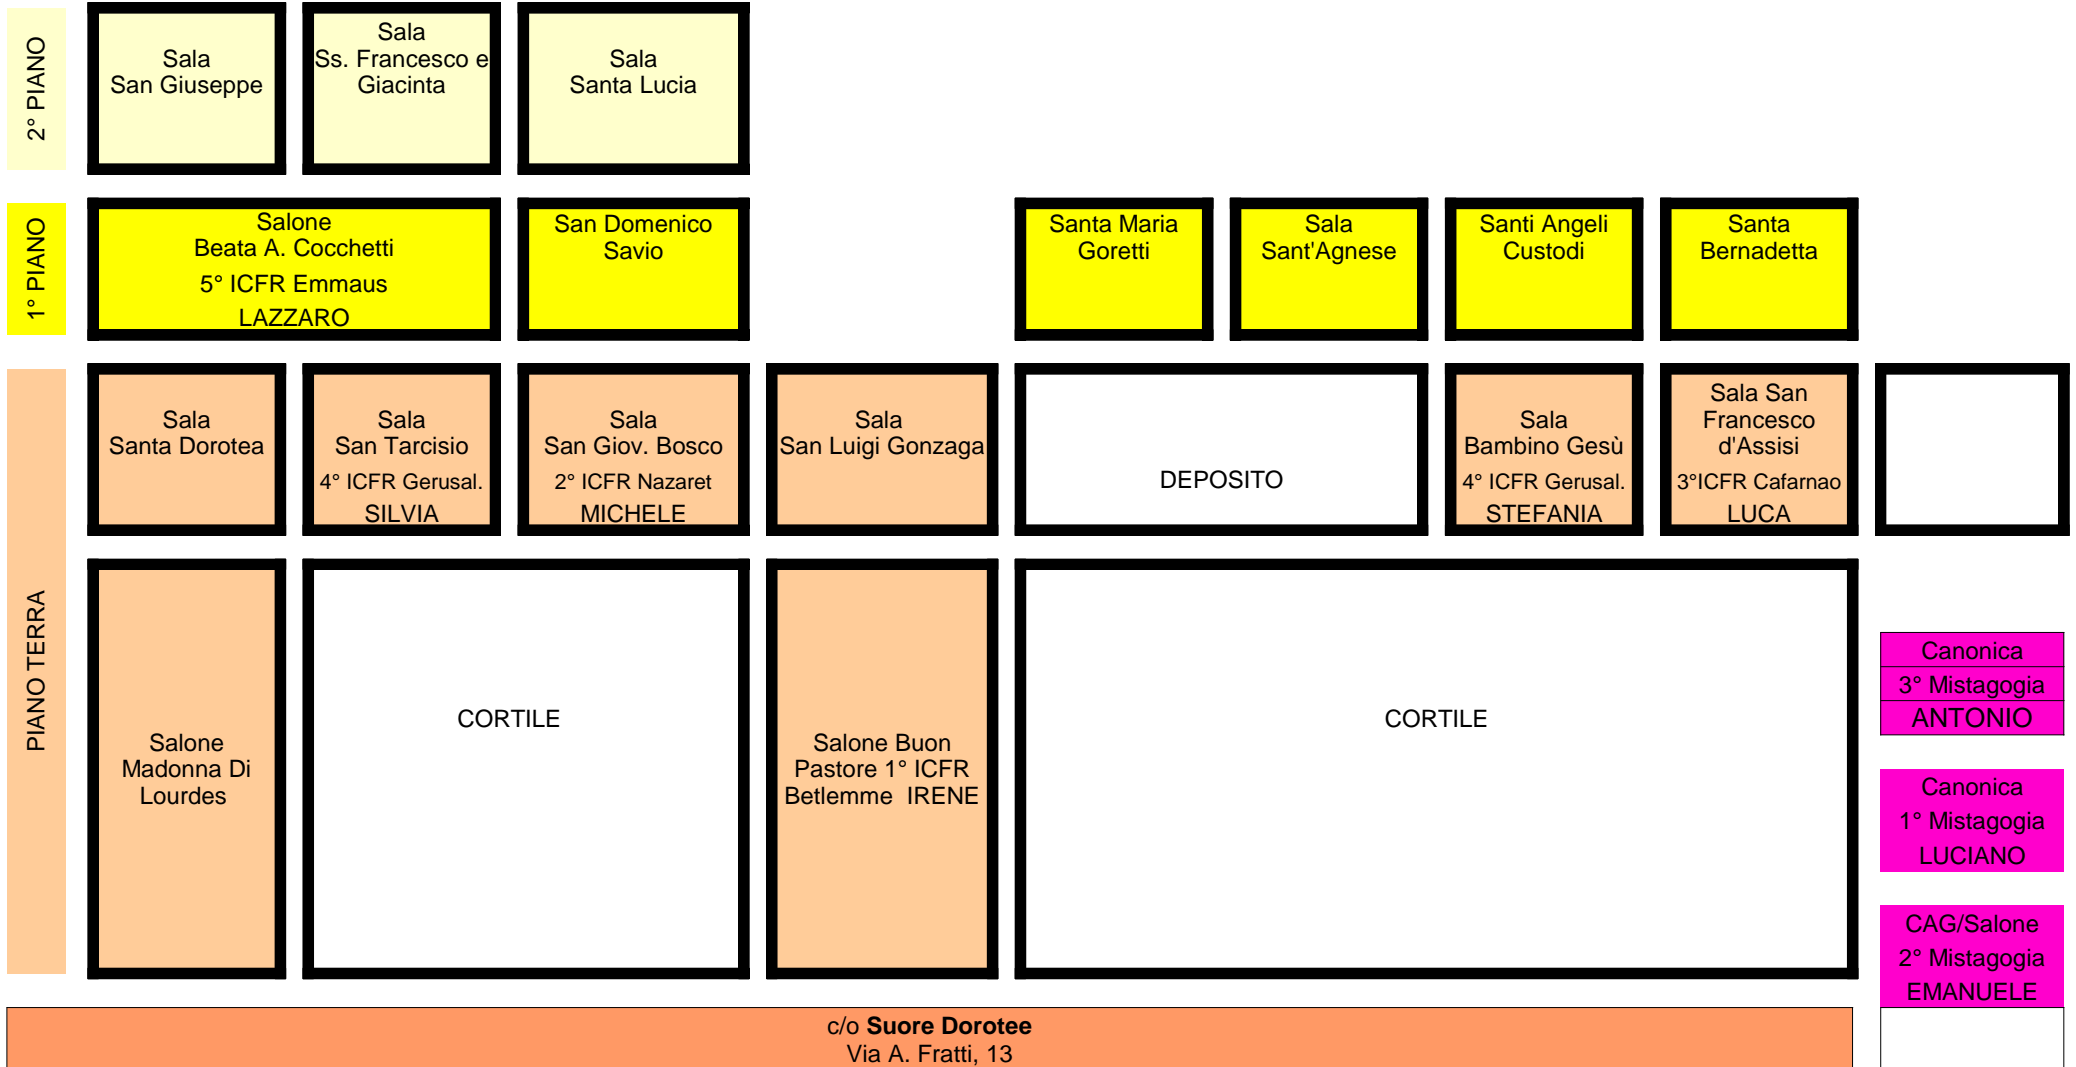 2° PIANO
Sala
San Giuseppe
Sala
Ss. Francesco e
Giacinta
Sala
Santa Lucia
1° PIANO
Salone
Beata A. Cocchetti
5° ICFR Emmaus
LAZZARO
San Domenico
Savio
Santa Maria
Goretti
Sala
Sant'Agnese
Santi Angeli
Custodi
Santa
Bernadetta
PIANO TERRA
Sala
Santa Dorotea
Sala
San Tarcisio
4° ICFR Gerusal.
SILVIA
Sala
San Giov. Bosco
2° ICFR Nazaret
MICHELE
Sala
San Luigi Gonzaga
DEPOSITO
Sala
Bambino Gesù
4° ICFR Gerusal.
STEFANIA
Sala San
Francesco
d'Assisi
3°ICFR Cafarnao
LUCA
Salone
Madonna Di
Lourdes
CORTILE
Salone Buon
Pastore 1° ICFR
Betlemme IRENE
CORTILE
Canonica
3° Mistagogia
ANTONIO
Canonica
1° Mistagogia
LUCIANO
CAG/Salone
2° Mistagogia
EMANUELE
c/o Suore Dorotee
Via A. Fratti, 13